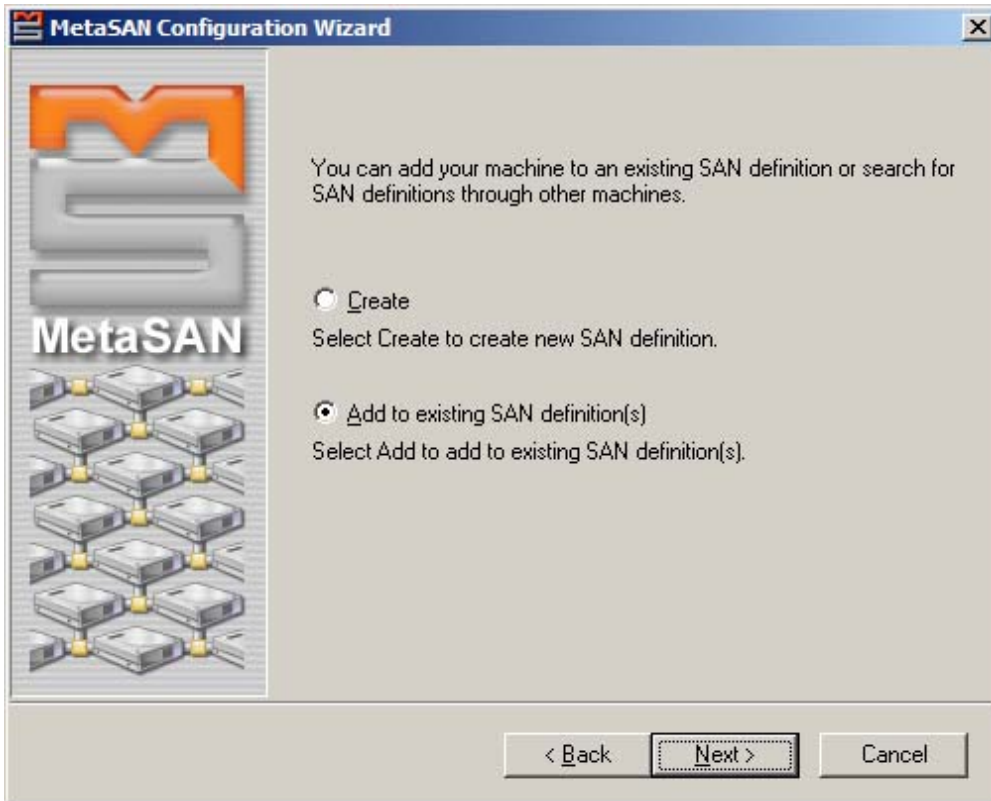 MetaSAN Configuration Wizard
MS
MetaSAN
You can add your machine to an existing SAN definition or search for
SAN definitions through other machines.
Create
Select Create to create new SAN definition.
Add to existing SAN definition(s)
Select Add to add to existing SAN definition(s).
< Back
Next >
Cancel